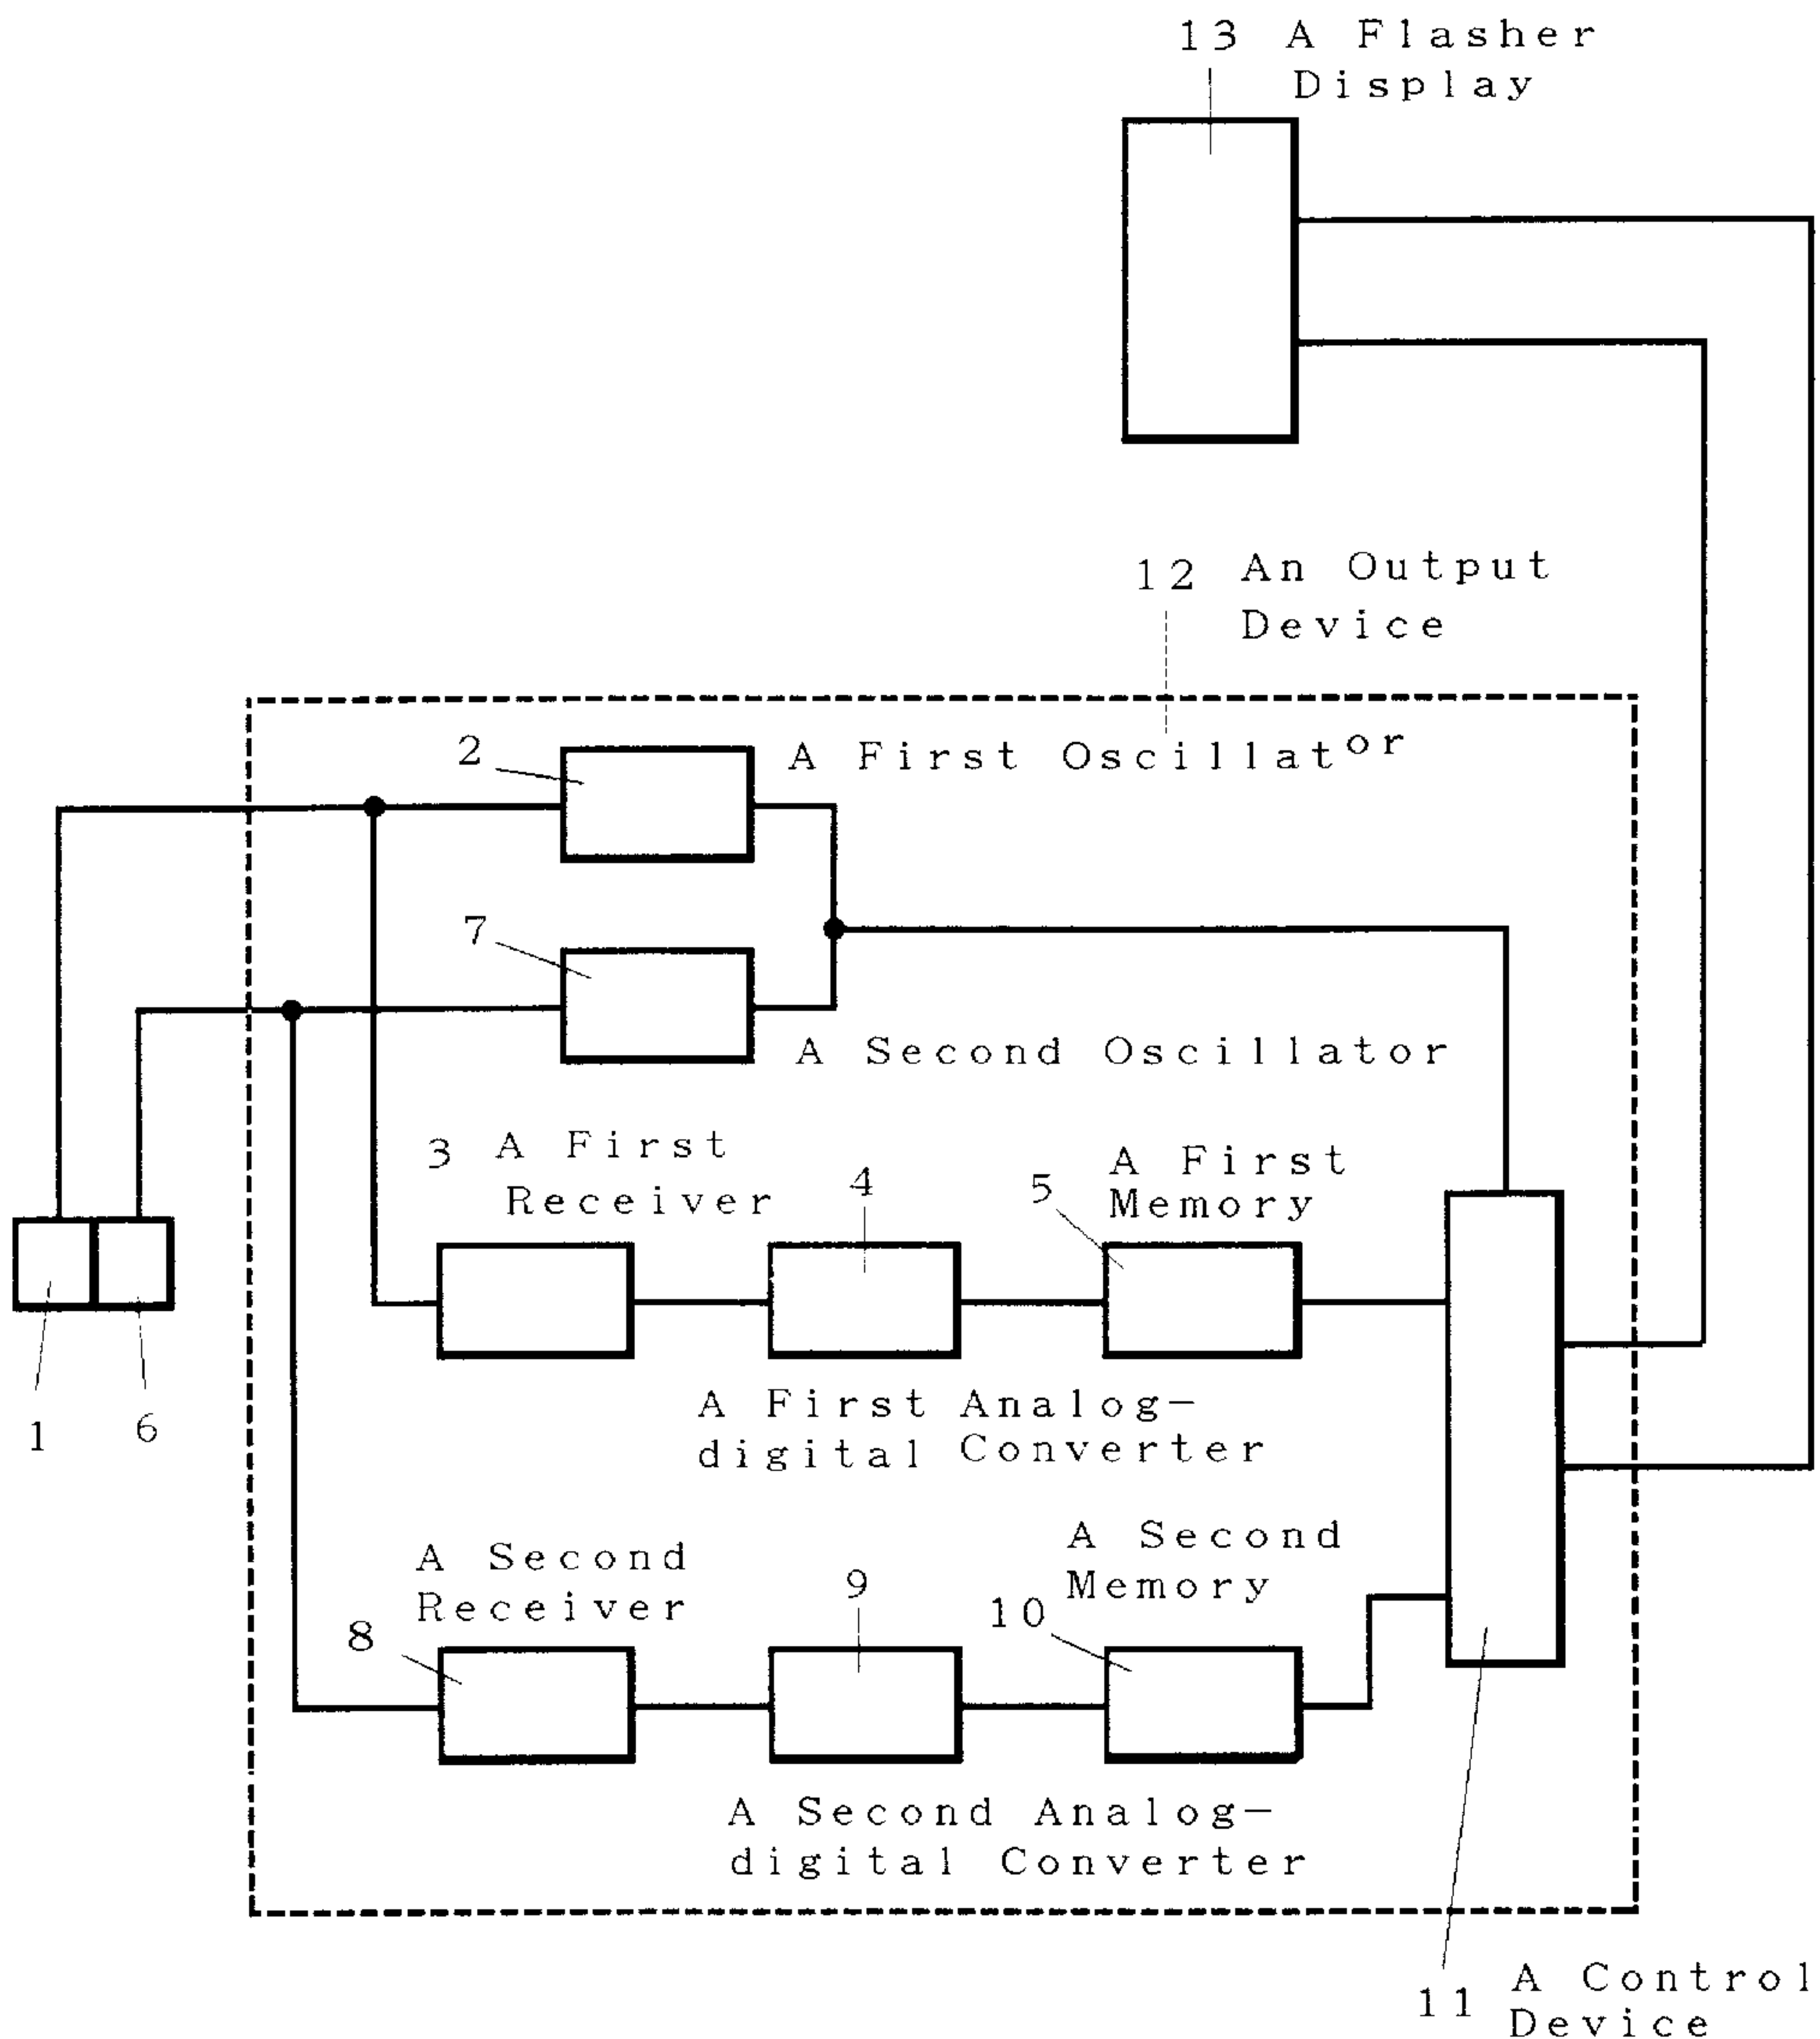 13 A Flasher
Display
12 An Output
Device
2 A First Oscillator
7
A Second Oscillator
3 A First
Receiver
4
5 A First
Memory
1 6
A First Analog-
digital Converter
A Second
Receiver
8
9
A Second
Memory
10
A Second Analog-
digital Converter
11 A Control
Device